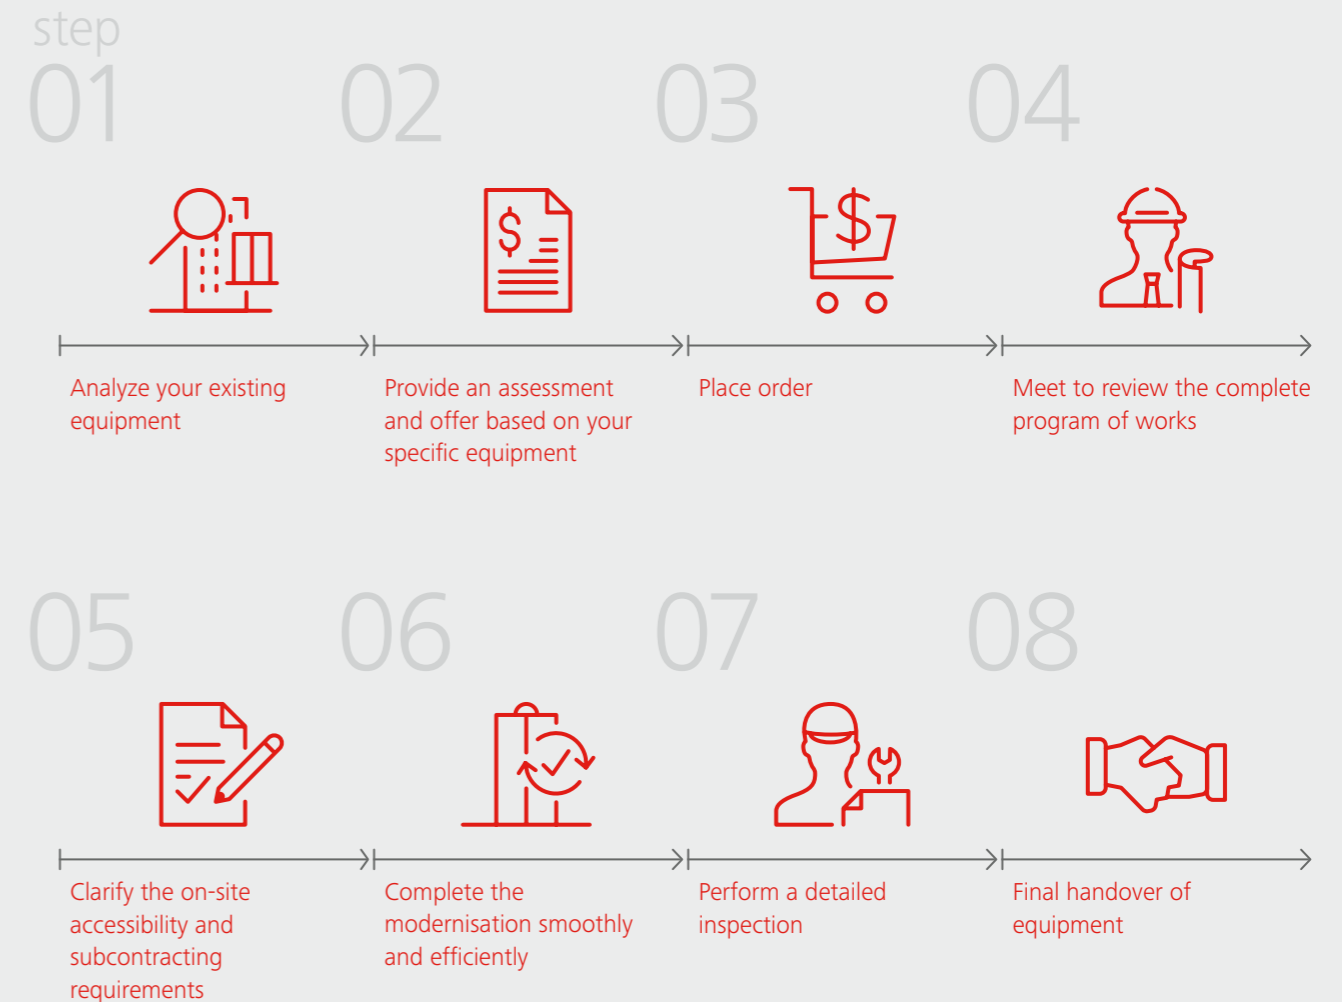 step
01
02
03
04
$
$
Analyze your existing
equipment
Provide an assessment
and offer based on your
specific equipment
Place order
Meet to review the complete
program of works
05
06
07
08
Clarify the on-site
accessibility and
subcontracting
requirements
Complete the
modernisation smoothly
and efficiently
Perform a detailed
inspection
Final handover of
equipment